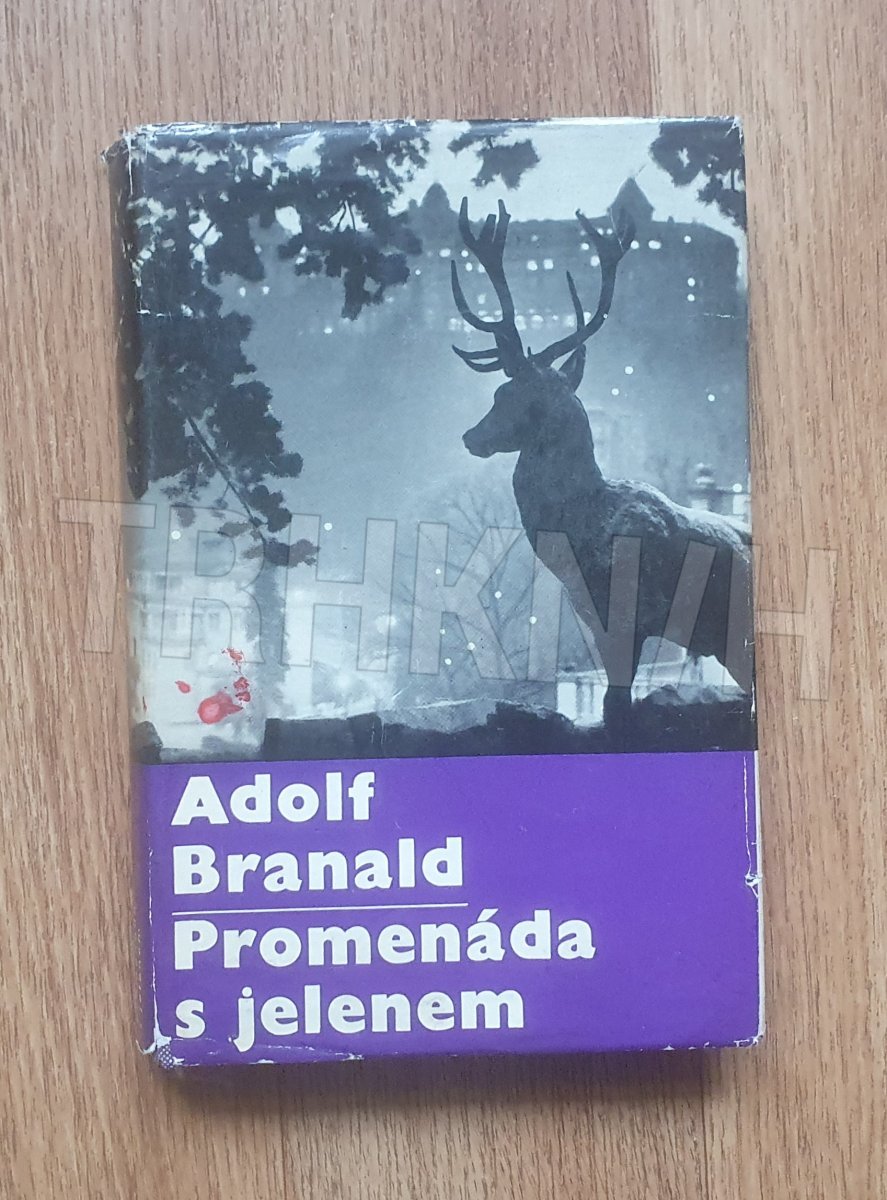 TRHKNIH
Adolf
Branald
Promenáda
s jelenem